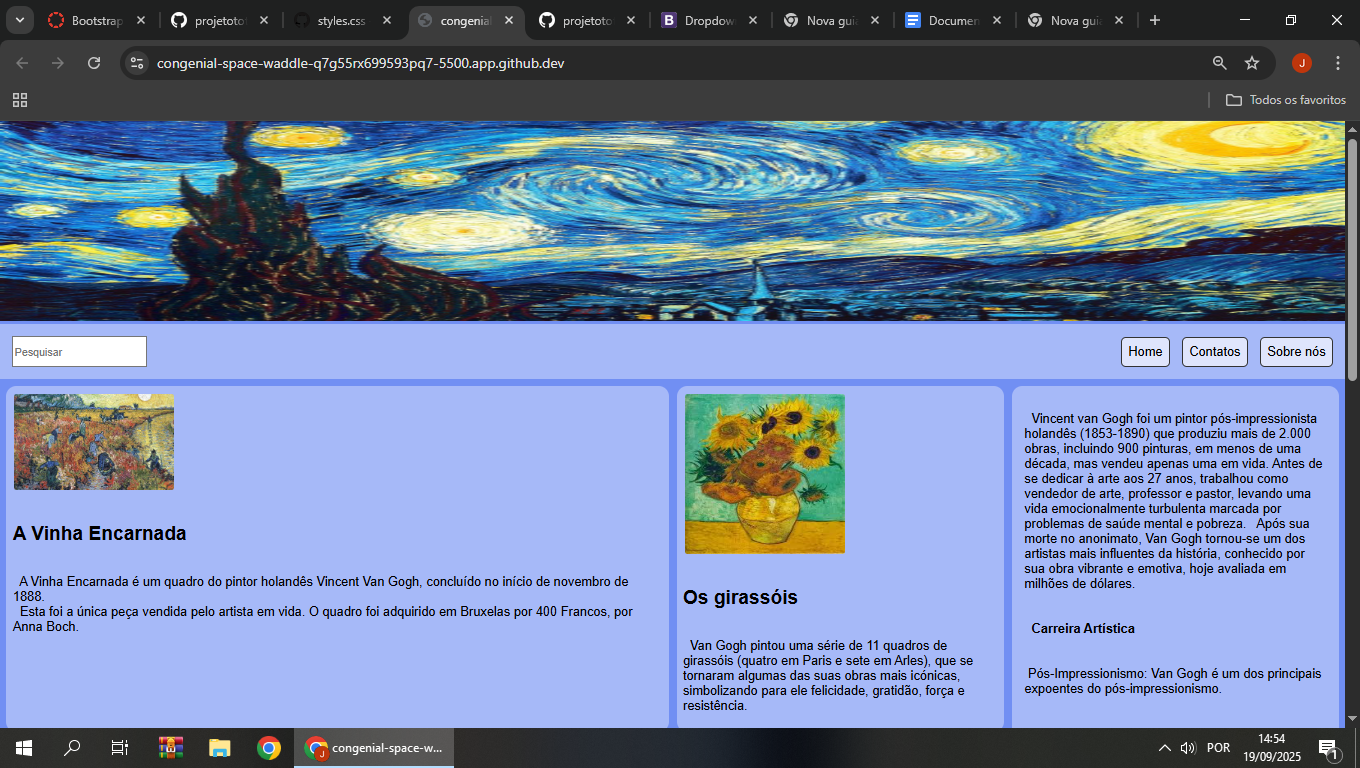 Bootstrap
projetoto
styles.css
congenial
projetoto
Dropdow
Nova guia
Documen
Nova guia
congenial-space-waddle-q7g55rx699593pq7-5500.app.github.dev
J
Todos os favoritos
Pesquisar
Home
Contatos
Sobre nós
A Vinha Encarnada
A Vinha Encarnada é um quadro do pintor holandês Vincent Van Gogh, concluído no início de novembro de
1888.
Esta foi a única peça vendida pelo artista em vida. O quadro foi adquirido em Bruxelas por 400 Francos, por
Anna Boch.
Os girassóis
Van Gogh pintou uma série de 11 quadros de
girassóis (quatro em Paris e sete em Arles), que se
tornaram algumas das suas obras mais icónicas,
simbolizando para ele felicidade, gratidão, força e
resistência.
Vincent van Gogh foi um pintor pós-impressionista
holandês (1853-1890) que produziu mais de 2.000
obras, incluindo 900 pinturas, em menos de uma
década, mas vendeu apenas uma em vida. Antes de
se dedicar à arte aos 27 anos, trabalhou como
vendedor de arte, professor e pastor, levando uma
vida emocionalmente turbulenta marcada por
problemas de saúde mental e pobreza. Após sua
morte no anonimato, Van Gogh tornou-se um dos
artistas mais influentes da história, conhecido por
sua obra vibrante e emotiva, hoje avaliada em
milhões de dólares.
Carreira Artística
Pós-Impressionismo: Van Gogh é um dos principais
expoentes do pós-impressionismo.
J
congenial-space-w...
POR
14:54
19/09/2025
1